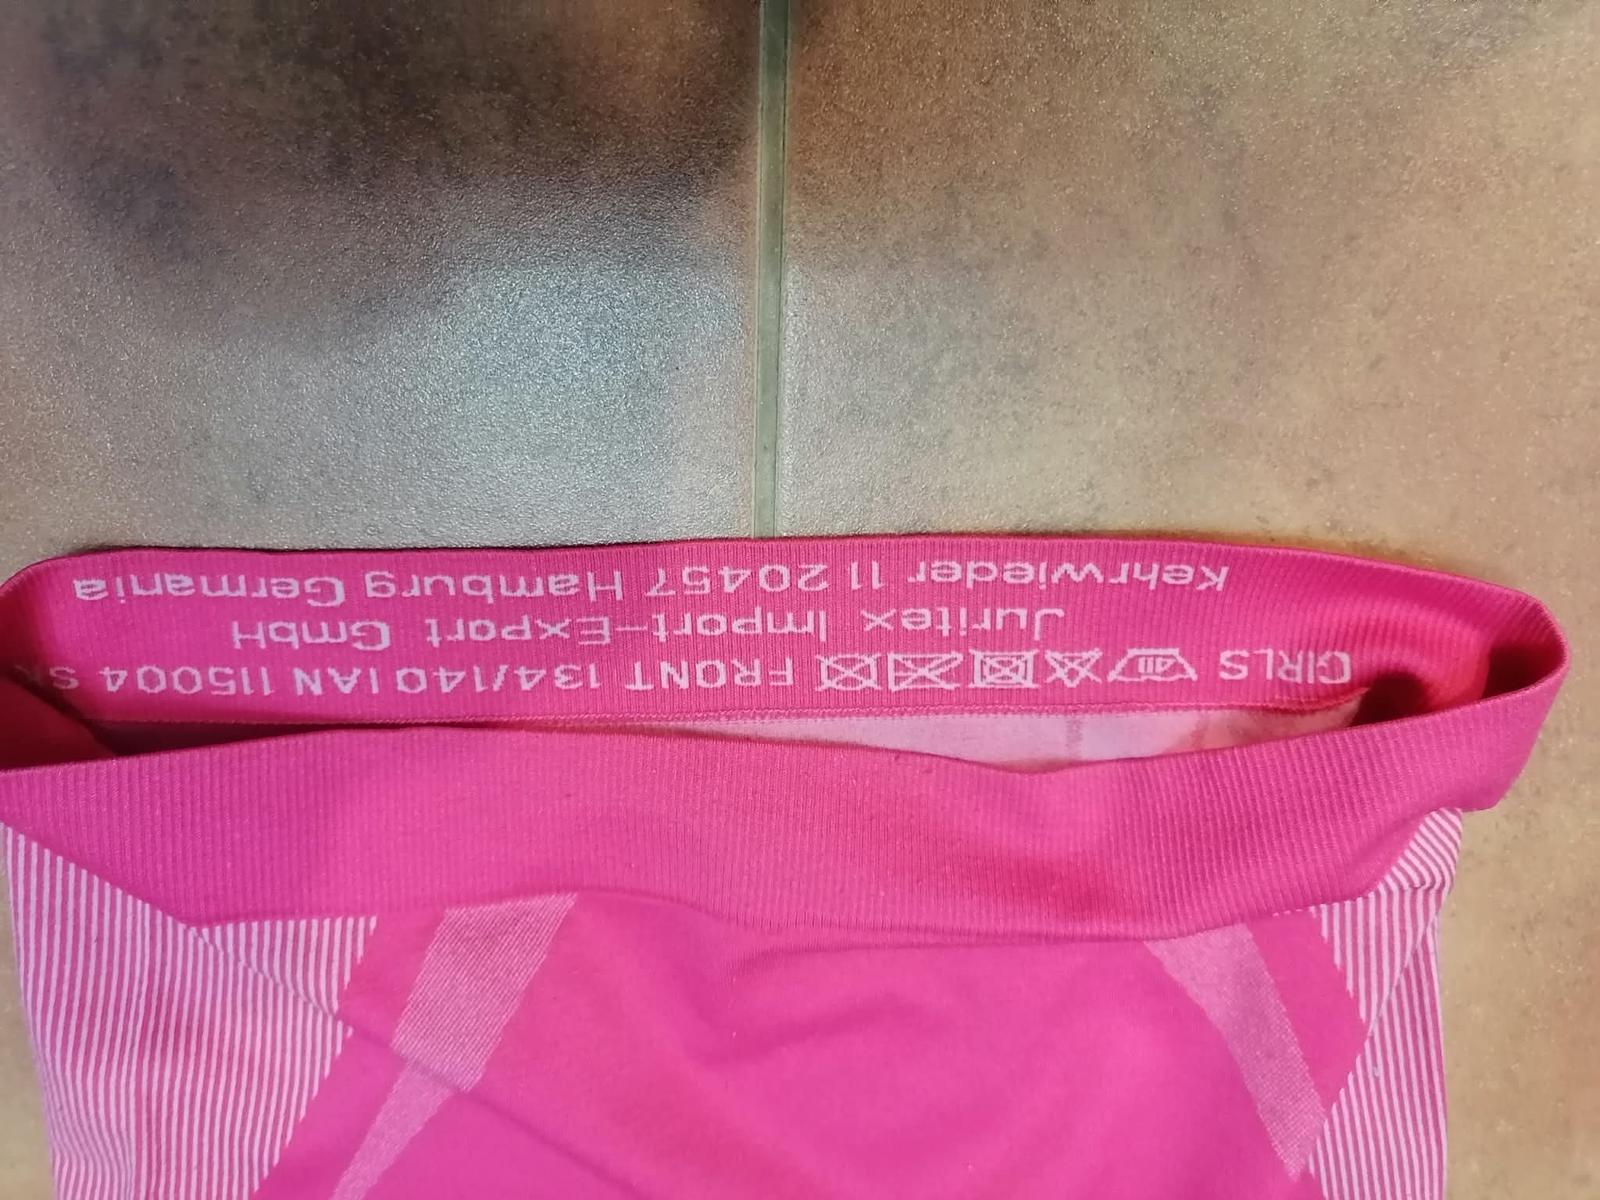 GIRLS FRONT 134/140 IAN 115004
Juritex Import-Export GmbH
Kehrwieder 11 20457 Hamburg Germania